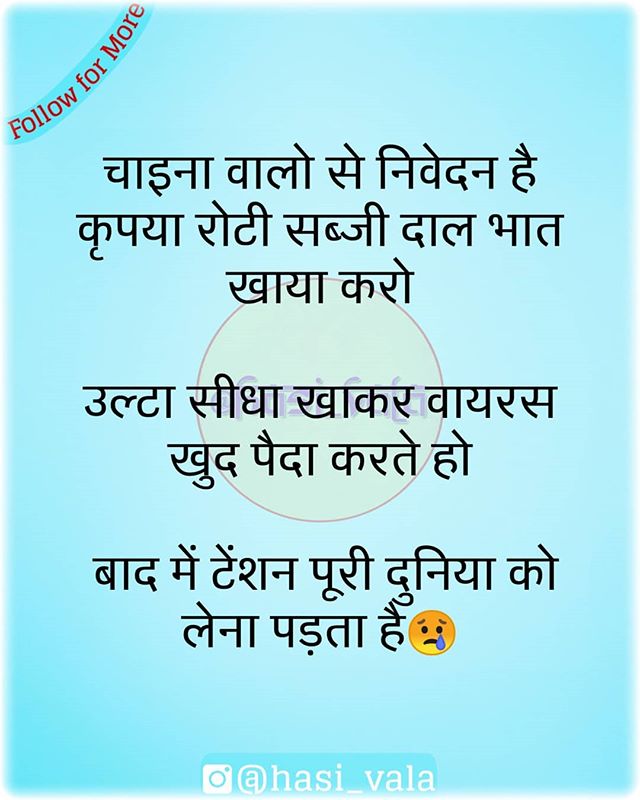 Follow for More
चाइना वालो से निवेदन है
कृपया रोटी सब्जी दाल भात
खाया करो
उल्टा सीधा खाकर वायरस
खुद पैदा करते हो
बाद में टेंशन पूरी दुनिया को
लेना पड़ता है😢
@hasi_vala